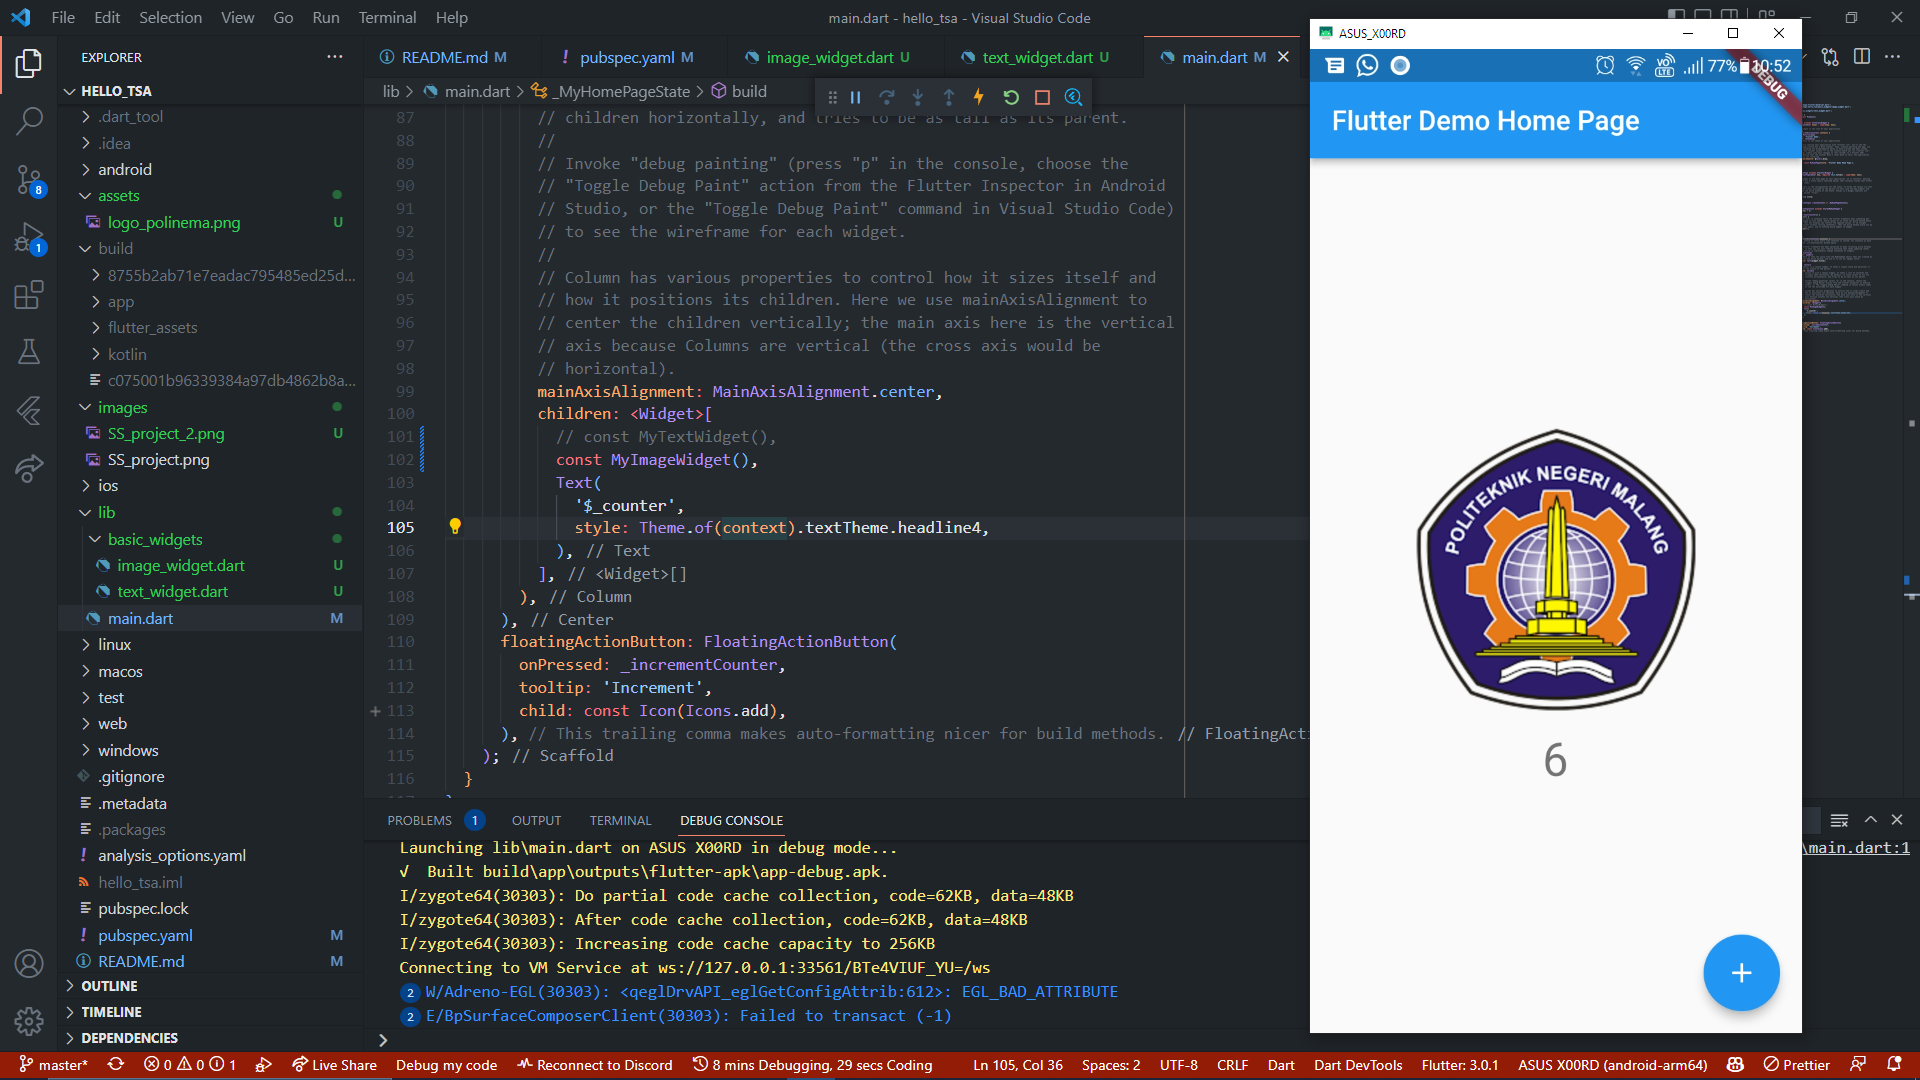 File Edit Selection View Go Run Terminal Help
main.dart - hello_tsa - Visual Studio Code
EXPLORER
HELLO_TSA
.dart_tool
.idea
android
assets
logo_polinema.png U
build
8755b2ab71e7eadac795485ed25d...
app
flutter_assets
kotlin
c075001b96339384a97db4862b8a...
images
SS_project_2.png U
SS_project.png
ios
lib
basic_widgets
image_widget.dart U
text_widget.dart U
main.dart M
linux
macos
test
web
windows
.gitignore
.metadata
.packages
analysis_options.yaml
hello_tsa.iml
pubspec.lock
pubspec.yaml M
README.md M
OUTLINE
TIMELINE
DEPENDENCIES
8
1
README.md M
pubspec.yaml M
image_widget.dart U
text_widget.dart U
main.dart M
lib > main.dart > _MyHomePageState > build
87 // children horizontally, and tries to be as tall as its parent.
88 //
89 // Invoke "debug painting" (press "p" in the console, choose the
90 // "Toggle Debug Paint" action from the Flutter Inspector in Android
91 // Studio, or the "Toggle Debug Paint" command in Visual Studio Code)
92 // to see the wireframe for each widget.
93 //
94 // Column has various properties to control how it sizes itself and
95 // how it positions its children. Here we use mainAxisAlignment to
96 // center the children vertically; the main axis here is the vertical
97 // axis because Columns are vertical (the cross axis would be
98 // horizontal).
99 mainAxisAlignment: MainAxisAlignment.center,
100 children: <Widget>[
101 // const MyTextWidget(),
102 const MyImageWidget(),
103 Text(
104 '$_counter',
105 style: Theme.of(context).textTheme.headline4,
106 ), // Text
107 ], // <Widget>[]
108 ), // Column
109 ), // Center
110 floatingActionButton: FloatingActionButton(
111 onPressed: _incrementCounter,
112 tooltip: 'Increment',
113 child: const Icon(Icons.add),
114 ), // This trailing comma makes auto-formatting nicer for build methods. // FloatingActi
115 ); // Scaffold
116 }
PROBLEMS 1 OUTPUT TERMINAL DEBUG CONSOLE
Launching lib\main.dart on ASUS X00RD in debug mode...
√ Built build\app\outputs\flutter-apk\app-debug.apk.
I/zygote64(30303): Do partial code cache collection, code=62KB, data=48KB
I/zygote64(30303): After code cache collection, code=62KB, data=48KB
I/zygote64(30303): Increasing code cache capacity to 256KB
Connecting to VM Service at ws://127.0.0.1:33561/BTe4VIUF_YU=/ws
2 W/Adreno-EGL(30303): <qeglDrvAPI_eglGetConfigAttrib:612>: EGL_BAD_ATTRIBUTE
2 E/BpSurfaceComposerClient(30303): Failed to transact (-1)
\main.dart:1
ASUS_X00RD
VO LTE 77% 10:52
DEBUG
Flutter Demo Home Page
POLITEKNIK NEGERI MALANG
6
master* 0 0 1 Live Share Debug my code Reconnect to Discord 8 mins Debugging, 29 secs Coding Ln 105, Col 36 Spaces: 2 UTF-8 CRLF Dart Dart DevTools Flutter: 3.0.1 ASUS X00RD (android-arm64) Prettier